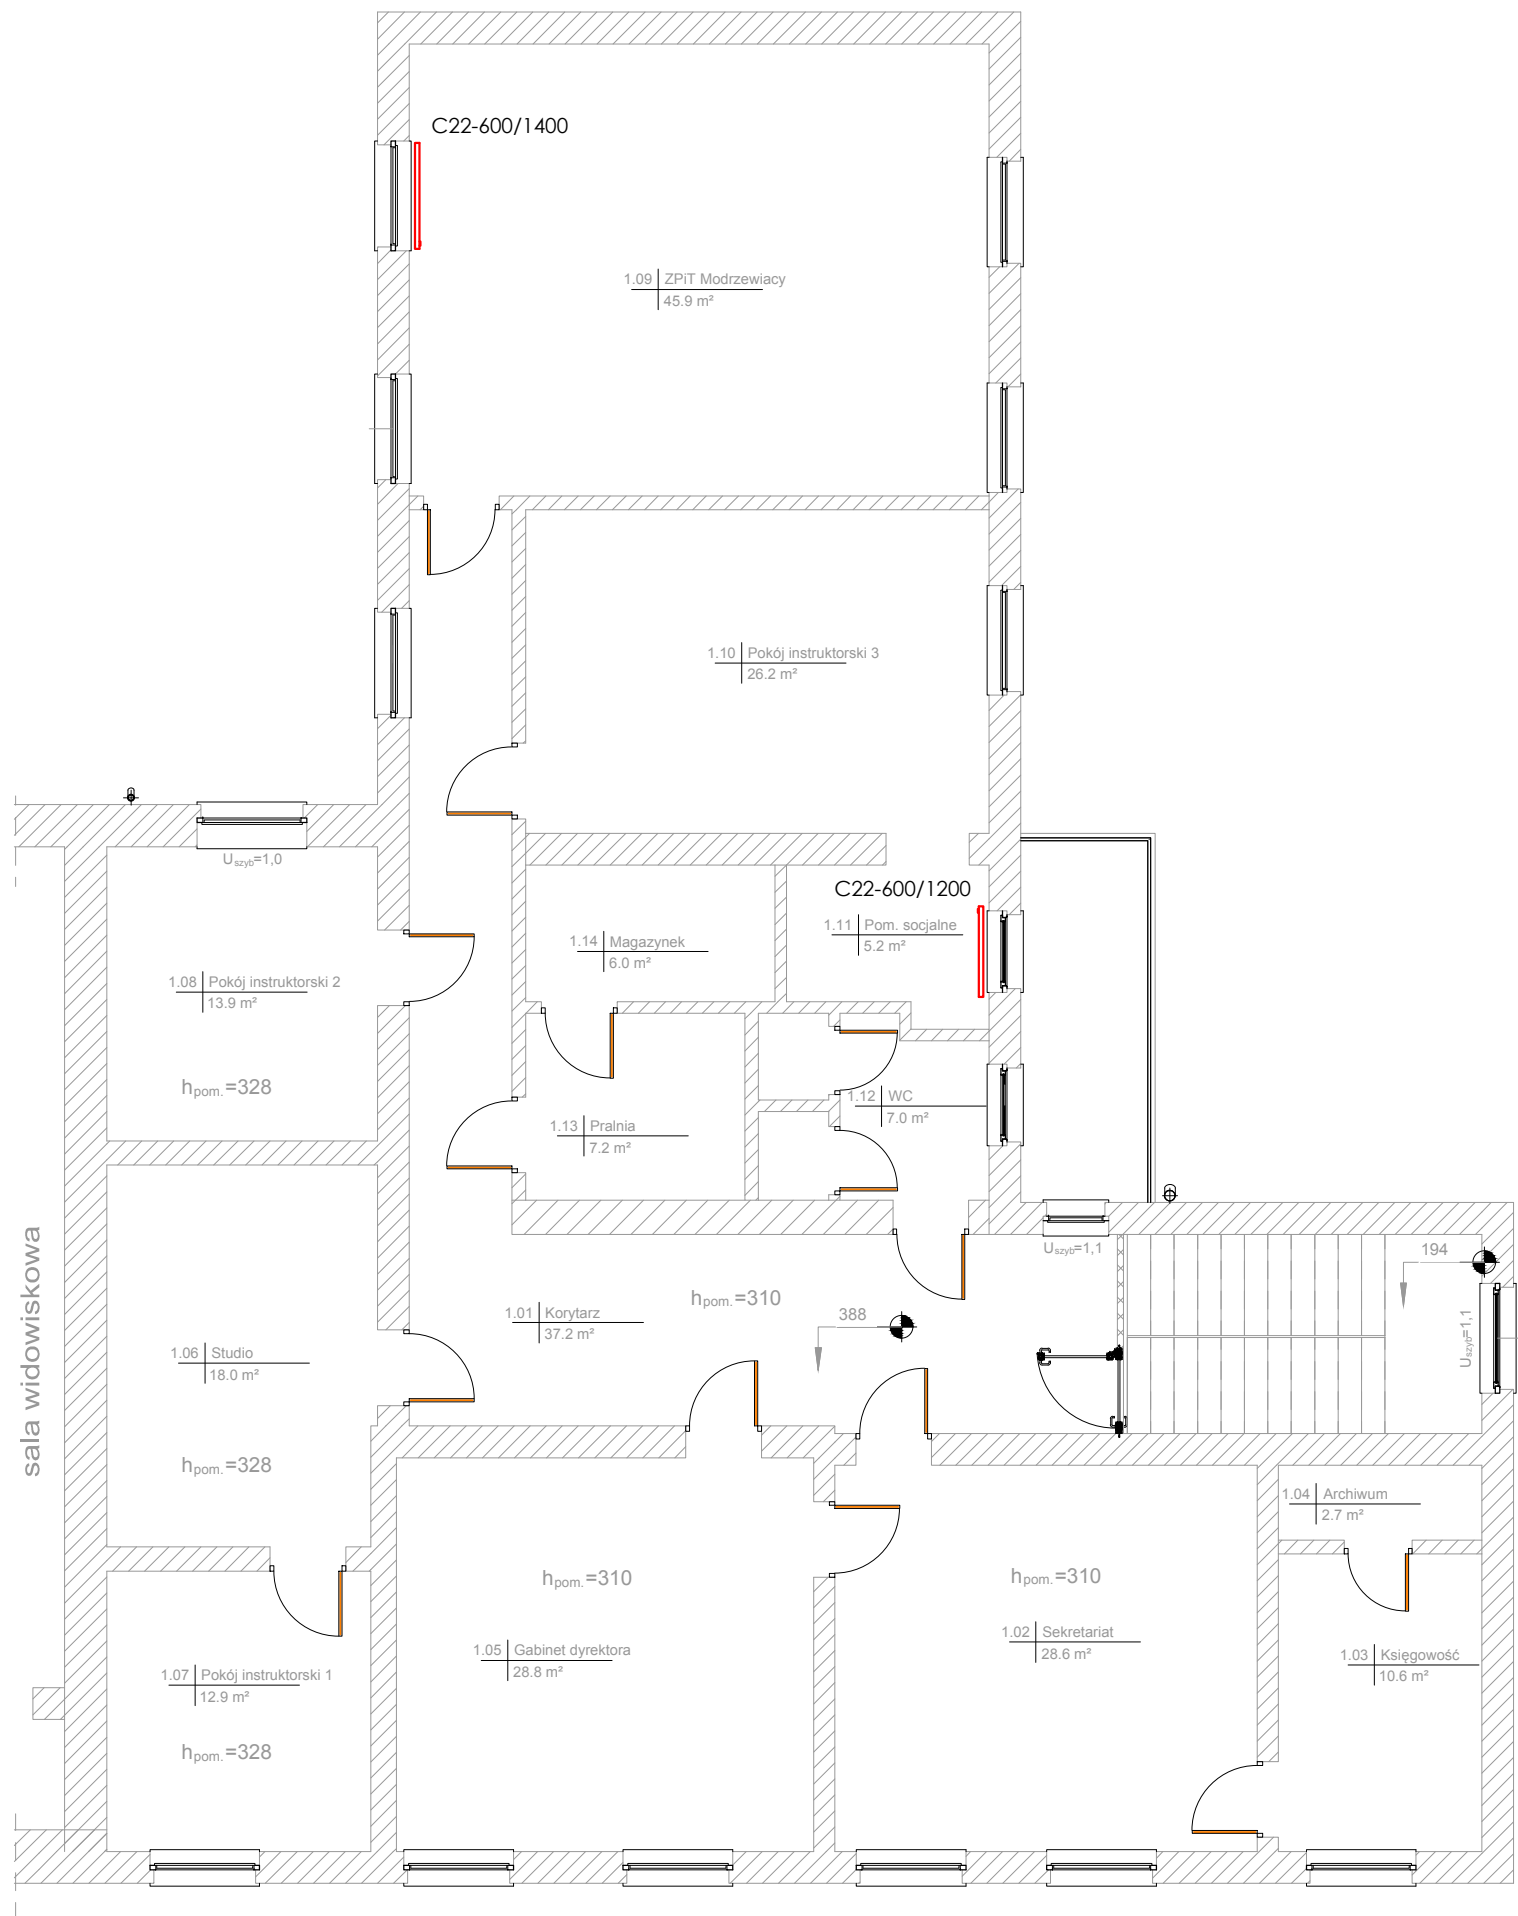 C22-600/1400
1.09 ZPiT Modrzewiacy
45.9 m²
1.10 Pokój instruktorski 3
26.2 m²
Uszyb=1,0
C22-600/1200
1.11 Pom. socjalne
5.2 m²
1.14 Magazynek
6.0 m²
1.08 Pokój instruktorski 2
13.9 m²
hpom.=328
1.12 WC
7.0 m²
1.13 Pralnia
7.2 m²
Uszyb=1,1
194
sala widowiskowa
hpom.=310
1.01 Korytarz
37.2 m²
388
Uszyb=1,1
1.06 Studio
18.0 m²
hpom.=328
1.04 Archiwum
2.7 m²
hpom.=310
hpom.=310
1.02 Sekretariat
28.6 m²
1.05 Gabinet dyrektora
28.8 m²
1.03 Księgowość
10.6 m²
1.07 Pokój instruktorski 1
12.9 m²
hpom.=328